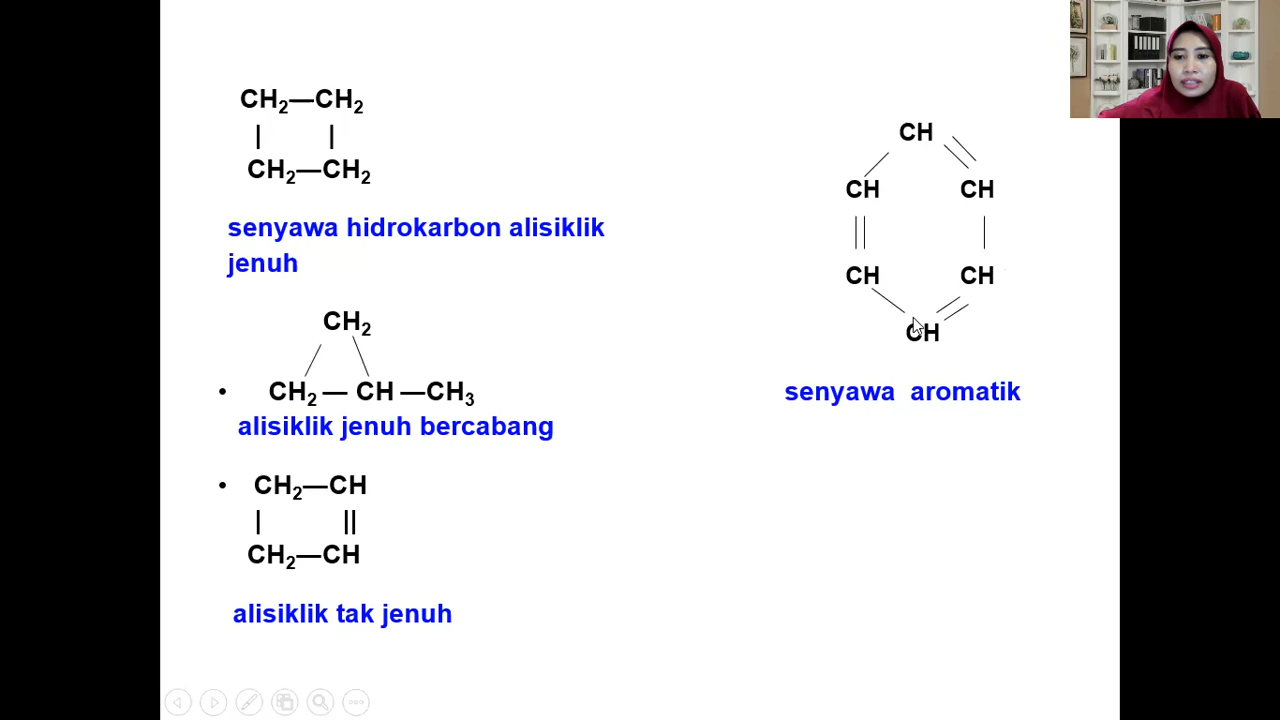 CH₂—CH₂
| |
CH₂—CH₂
senyawa hidrokarbon alisiklik
jenuh
CH₂
• CH₂ — CH —CH₃
alisiklik jenuh bercabang
• CH₂—CH
| ||
CH₂—CH
alisiklik tak jenuh
CH
CH CH
CH CH
CH
senyawa aromatik